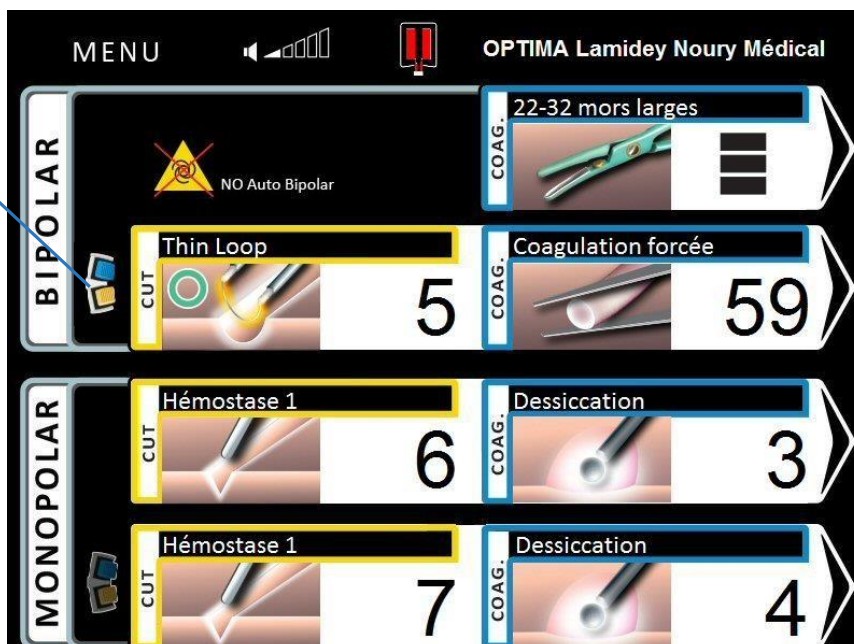 MENU
OPTIMA Lamidey Noury Médical
BIPOLAR
NO Auto Bipolar
COAG.
22-32 mors larges
CUT
Thin Loop
5
COAG.
Coagulation forcée
59
MONOPOLAR
CUT
Hémostase 1
6
COAG.
Dessiccation
3
CUT
Hémostase 1
7
COAG.
Dessiccation
4